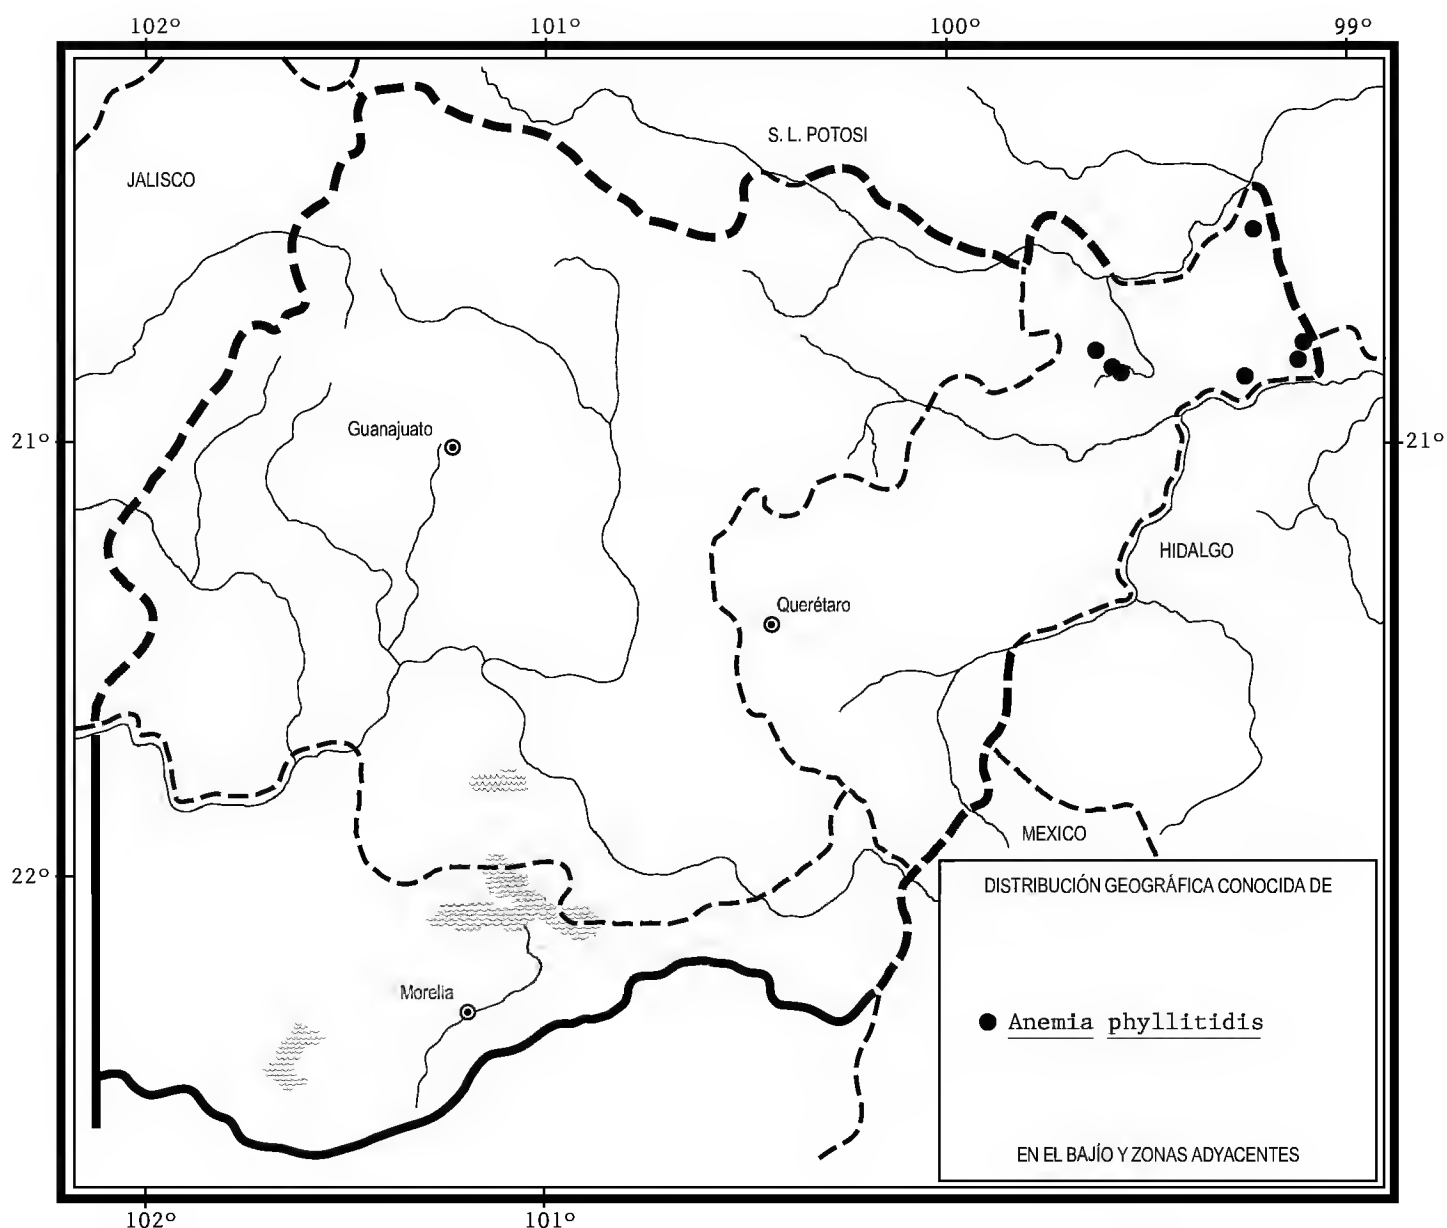 102° 101° 100° 99°
S. L. POTOSI
JALISCO
Guanajuato
21° 21°
HIDALGO
Querétaro
MEXICO
22°
DISTRIBUCIÓN GEOGRÁFICA CONOCIDA DE
Morelia
Anemia phyllitidis
EN EL BAJÍO Y ZONAS ADYACENTES
102° 101°